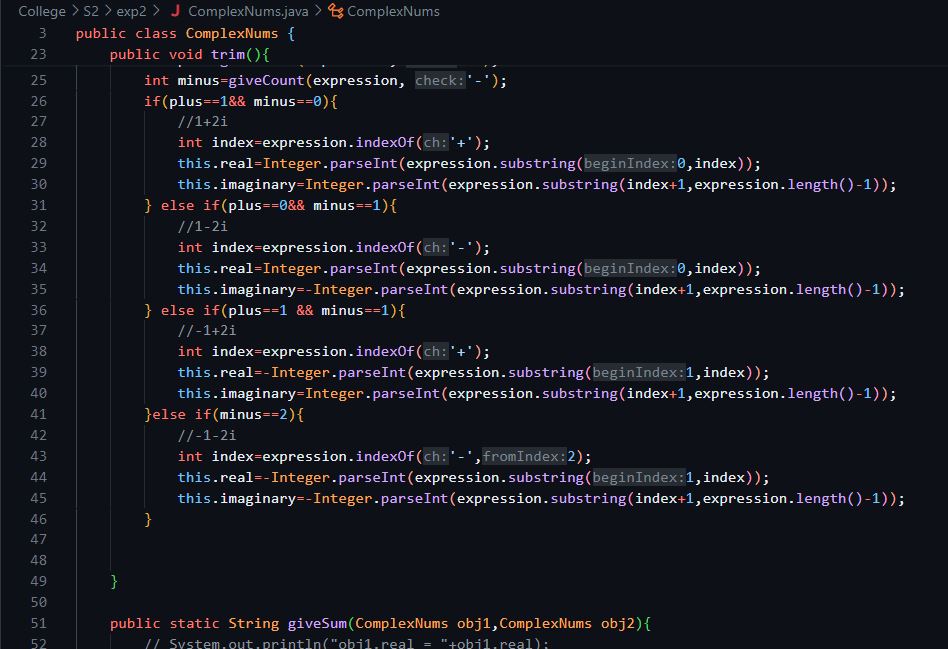 College > S2 > exp2 > J ComplexNums.java > ComplexNums
3 public class ComplexNums {
23 public void trim(){
25 int minus=giveCount(expression, check:'-');
26 if(plus==1&& minus==0){
27 //1+2i
28 int index=expression.indexOf(ch:'+');
29 this.real=Integer.parseInt(expression.substring(beginIndex:0,index));
30 this.imaginary=Integer.parseInt(expression.substring(index+1,expression.length()-1));
31 } else if(plus==0&& minus==1){
32 //1-2i
33 int index=expression.indexOf(ch:'-');
34 this.real=Integer.parseInt(expression.substring(beginIndex:0,index));
35 this.imaginary=-Integer.parseInt(expression.substring(index+1,expression.length()-1));
36 } else if(plus==1 && minus==1){
37 //-1+2i
38 int index=expression.indexOf(ch:'+');
39 this.real=-Integer.parseInt(expression.substring(beginIndex:1,index));
40 this.imaginary=Integer.parseInt(expression.substring(index+1,expression.length()-1));
41 }else if(minus==2){
42 //-1-2i
43 int index=expression.indexOf(ch:'-',fromIndex:2);
44 this.real=-Integer.parseInt(expression.substring(beginIndex:1,index));
45 this.imaginary=-Integer.parseInt(expression.substring(index+1,expression.length()-1));
46 }
47
48
49 }
50
51 public static String giveSum(ComplexNums obj1,ComplexNums obj2){
52 // System.out.println("obj1.real = "+obj1.real);